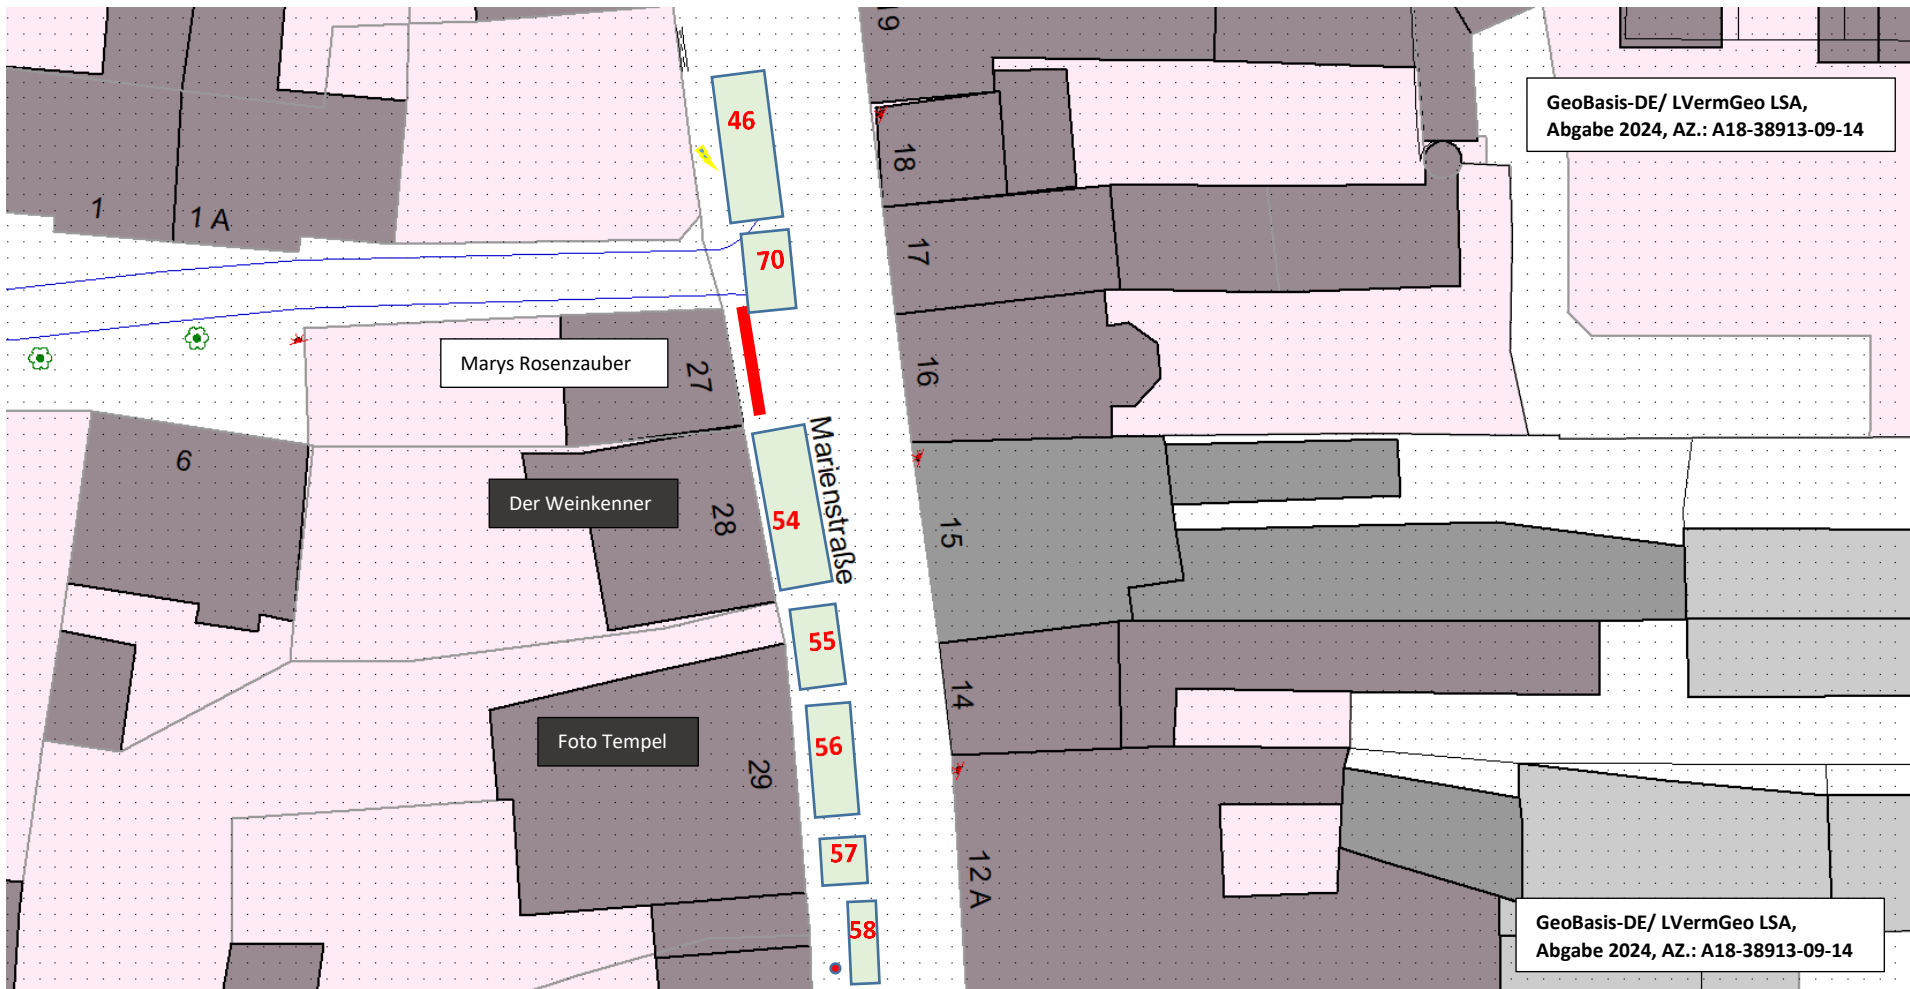 19
46
GeoBasis-DE/ LVermGeo LSA,
Abgabe 2024, AZ.: A18-38913-09-14
18
1
1 A
17
70
Marys Rosenzauber
27
16
Marienstraße
6
Der Weinkenner
28
54
15
55
14
Foto Tempel
56
29
57
12 A
58
GeoBasis-DE/ LVermGeo LSA,
Abgabe 2024, AZ.: A18-38913-09-14